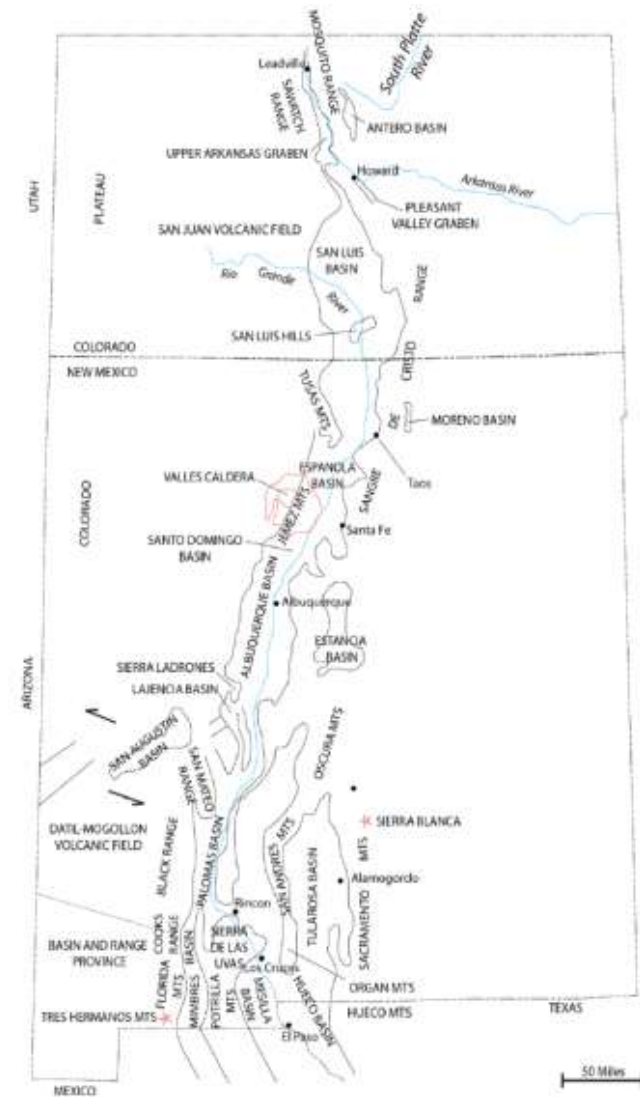 MOSQUITO RANGE
South Platte
River
Leadville
SAWATCH
RANGE
ANTERO BASIN
UPPER ARKANSAS GRABEN
Howard
Arkansas River
UTAH
PLATEAU
PLEASANT
VALLEY GRABEN
SAN JUAN VOLCANIC FIELD
SAN LUIS
BASIN
Rio Grande River
RANGE
SAN LUIS HILLS
COLORADO
NEW MEXICO
CRISTO
TUSAS MTS
DE
MORENO BASIN
Taos
ESPANOLA
BASIN
VALLES CALDERA
SANGRE
COLORADO
JEMEZ MTS
Santa Fe
SANTO DOMINGO
BASIN
ALBUQUERQUE BASIN
Albuquerque
ESTANCIA
BASIN
SIERRA LADRONES
LAJENCIA BASIN
ARIZONA
SAN AUGUSTIN
BASIN
SAN MATEO
RANGE
OSCURA MTS
SIERRA BLANCA
DATIL-MOGOLLON
VOLCANIC FIELD
BLACK RANGE
PALOMAS BASIN
SAN ANDRES MTS
TULAROSA BASIN
MTS
Alamogordo
SACRAMENTO
Rincon
COOKS
RANGE
BASIN AND RANGE
PROVINCE
SIERRA
DE LAS
UVAS
Los Cruces
ORGAN MTS
FLORIDA
MTS
MIMBRES
BASIN
POTRILLA
MTS
MESILLA
BASIN
HUECO BASIN
HUECO MTS
TEXAS
TRES HERMANOS MTS
El Paso
50 Miles
MEXICO